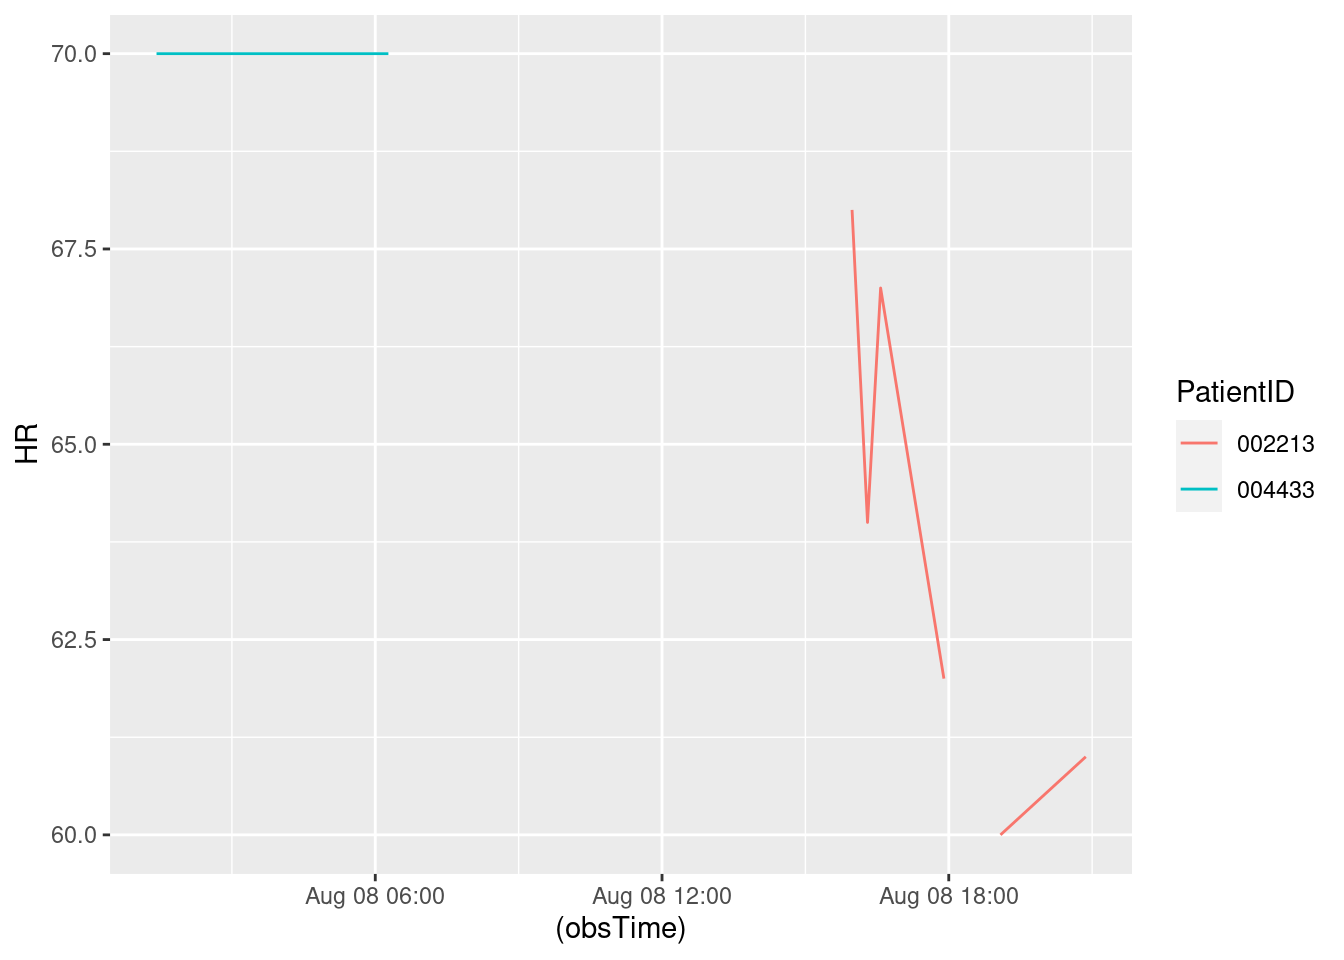 70.0
67.5
65.0
62.5
60.0
HR
Aug 08 06:00
Aug 08 12:00
Aug 08 18:00
(obsTime)
PatientID
002213
004433